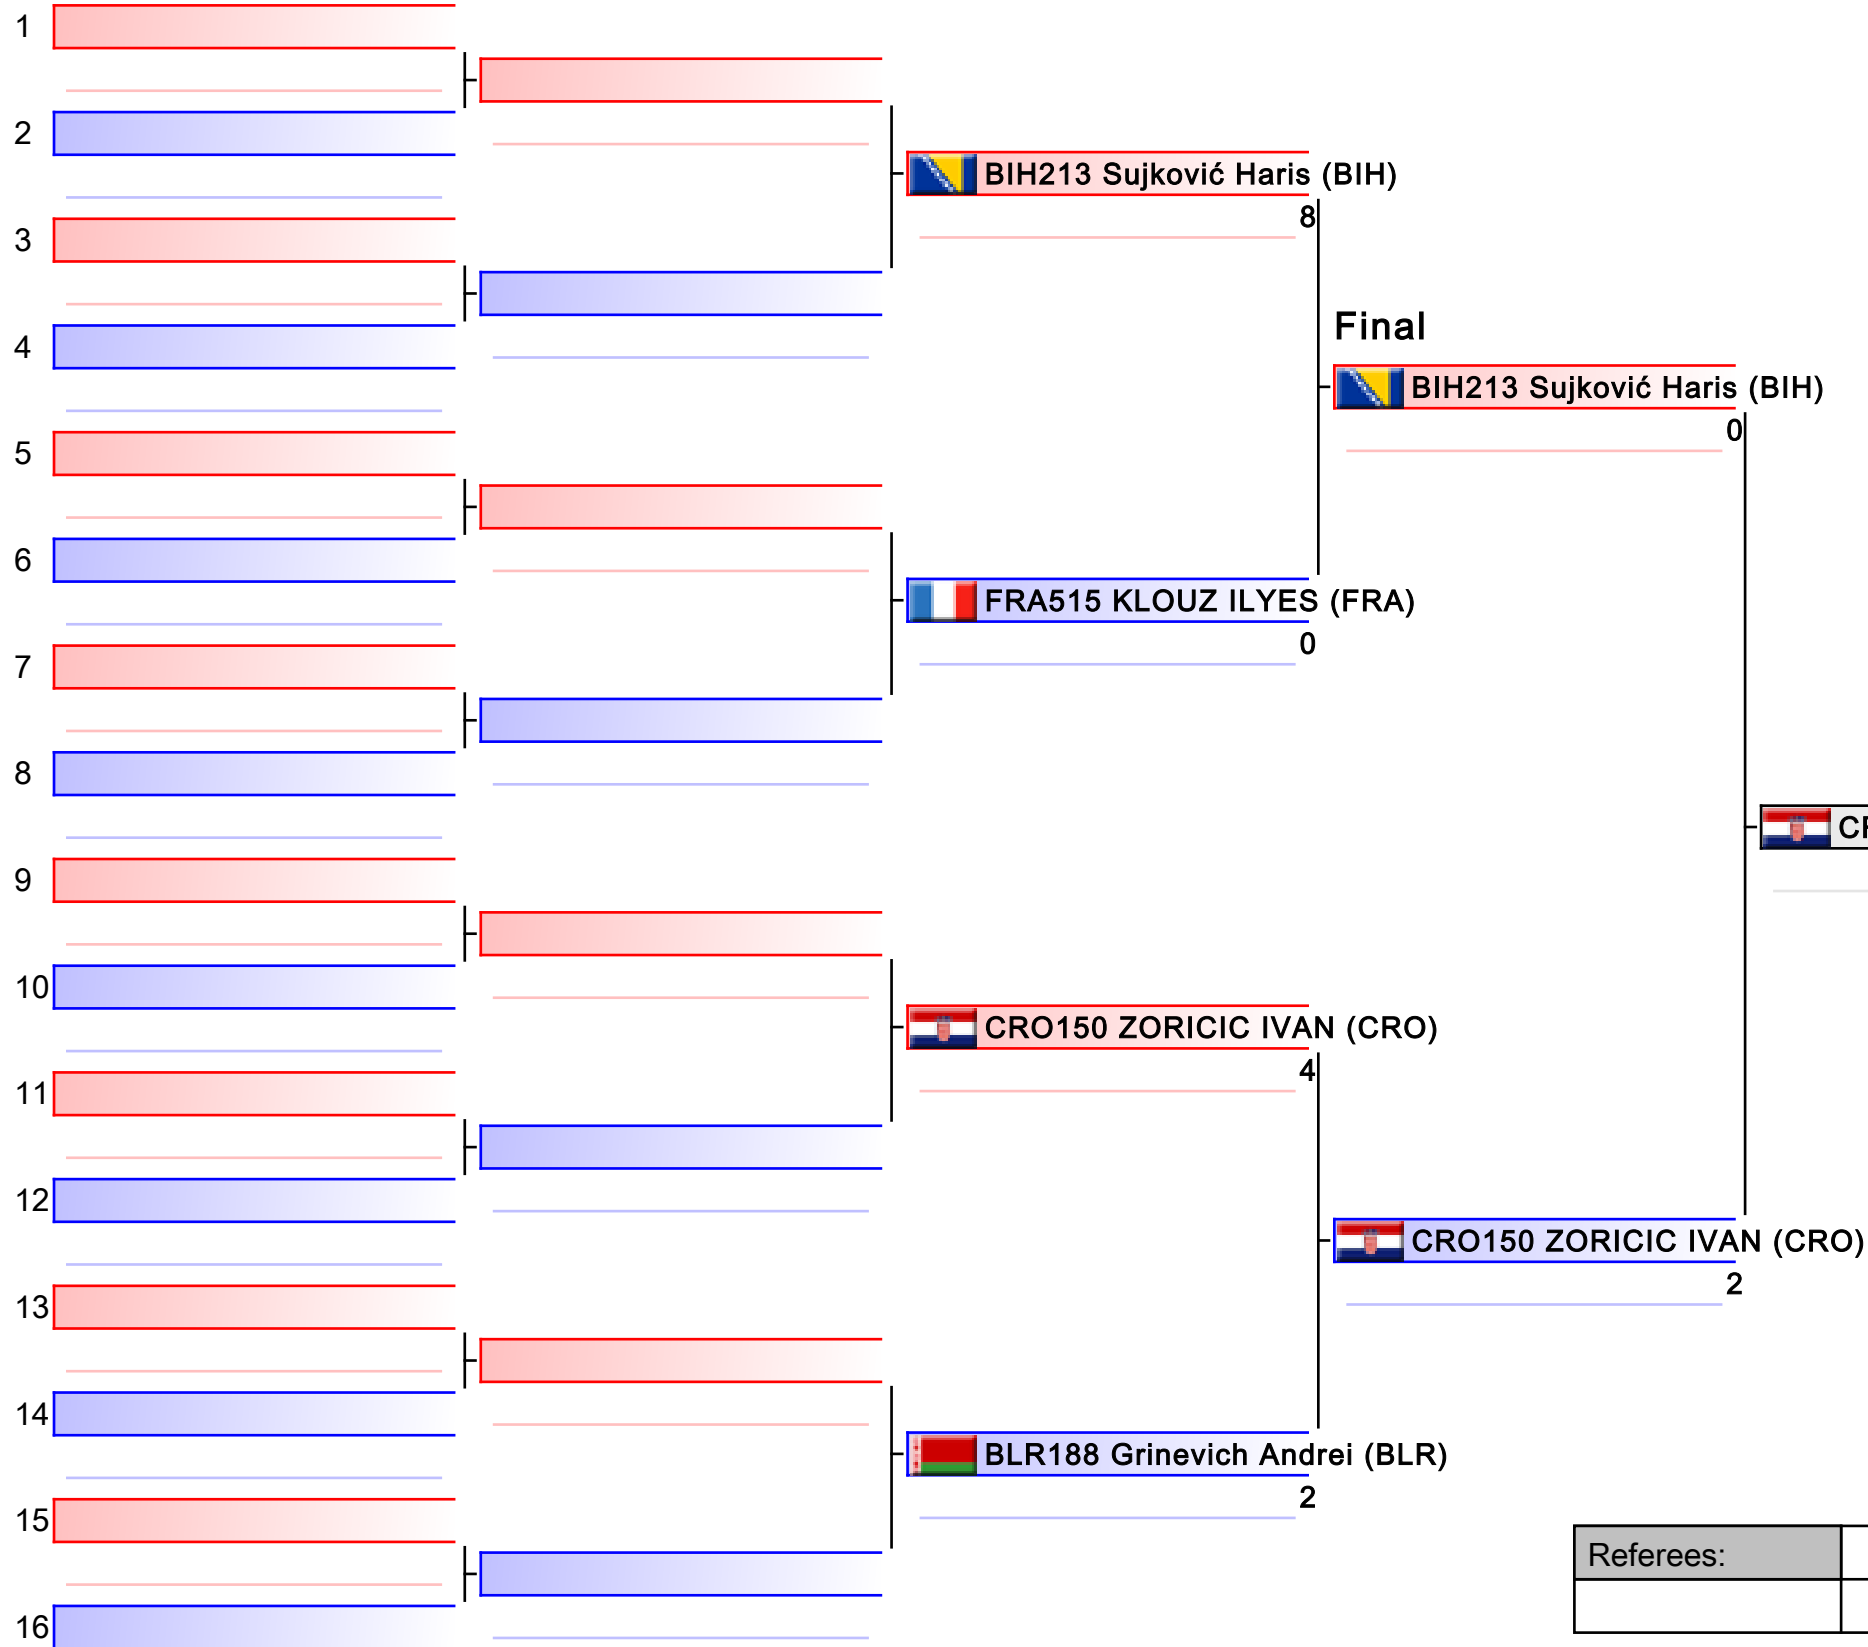 1
2
BIH213 Sujković Haris (BIH)
8
3
Final
4
BIH213 Sujković Haris (BIH)
0
5
6
FRA515 KLOUZ ILYES (FRA)
0
7
8
9
10
CRO150 ZORICIC IVAN (CRO)
4
11
12
CRO150 ZORICIC IVAN (CRO)
2
13
14
BLR188 Grinevich Andrei (BLR)
2
15
Referees:
16